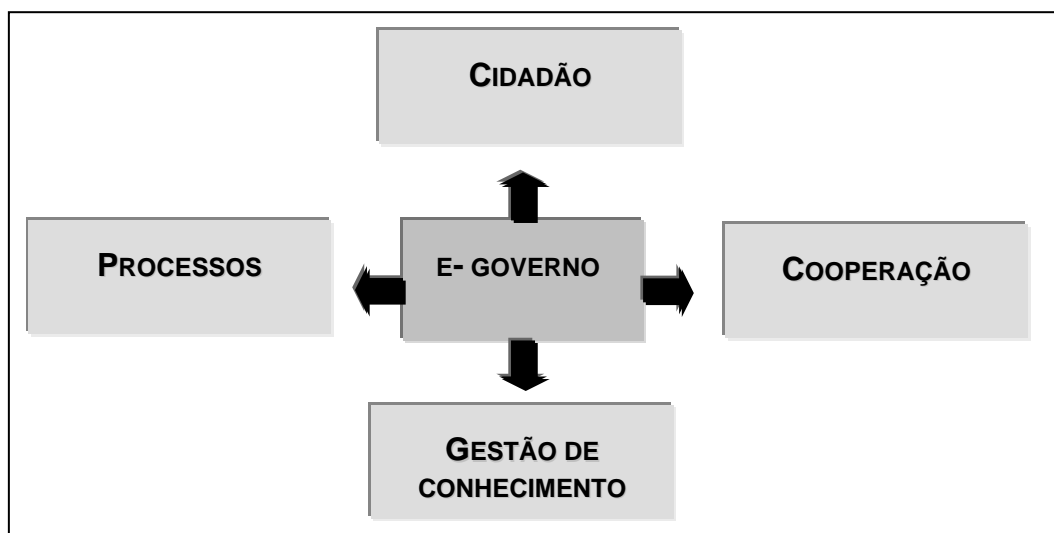 CIDADÃO
PROCESSOS
E- GOVERNO
COOPERAÇÃO
GESTÃO DE
CONHECIMENTO